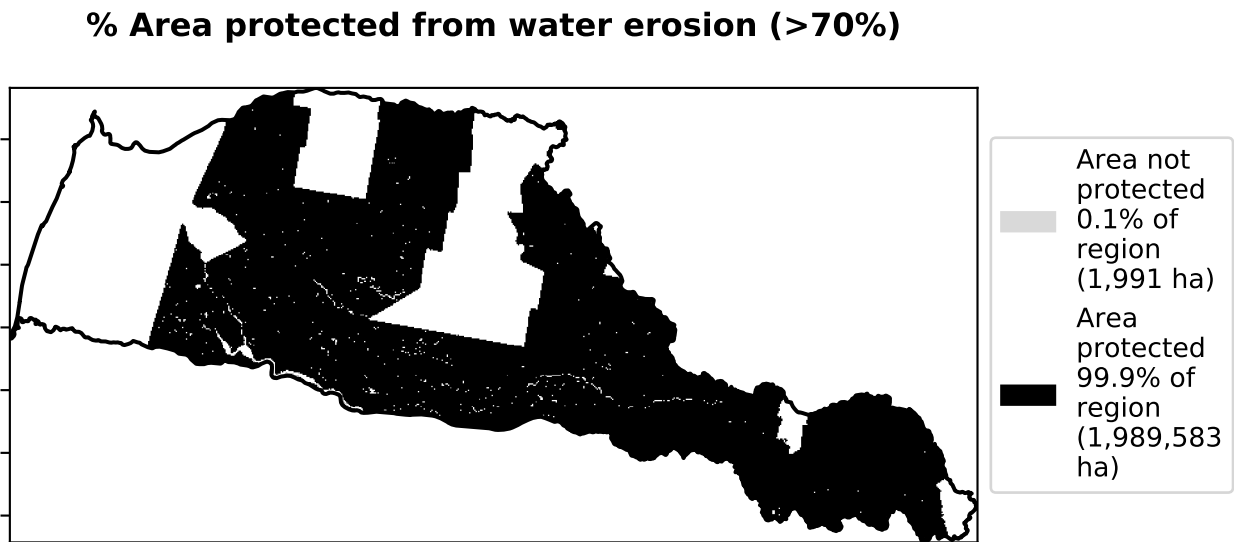 % Area protected from water erosion (>70%)
Area not
protected
0.1% of
region
(1,991 ha)
Area
protected
99.9% of
region
(1,989,583
ha)